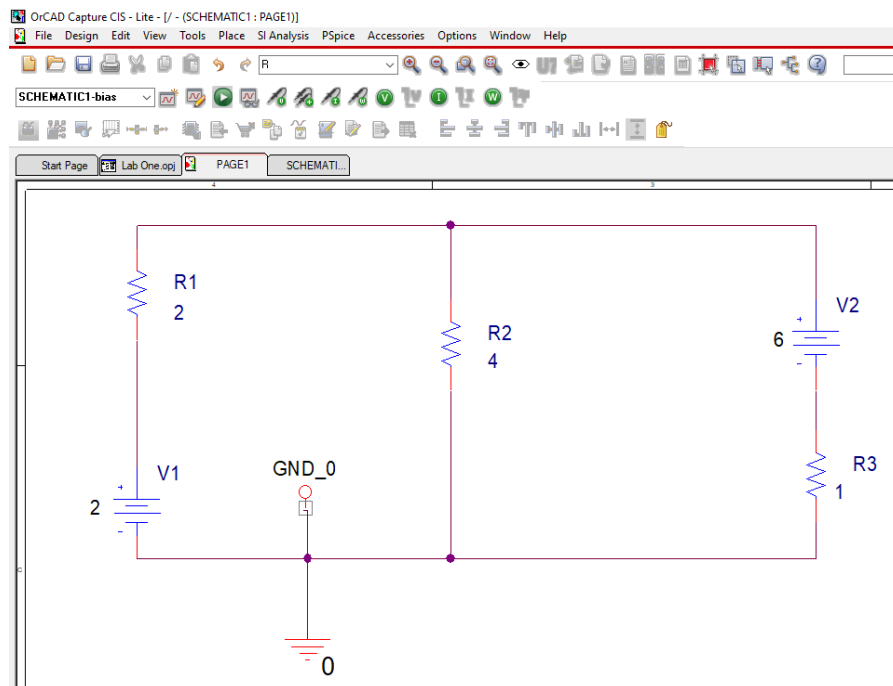 OrCAD Capture CIS - Lite - [/ - (SCHEMATIC1 : PAGE1)]
File Design Edit View Tools Place SI Analysis PSpice Accessories Options Window Help
R
SCHEMATIC1-bias
Start Page Lab One.opj PAGE1 SCHEMATI...
4 3
R1
2
R2
4
V2
+
6
-
V1
+
2
-
GND_0
R3
1
C
0